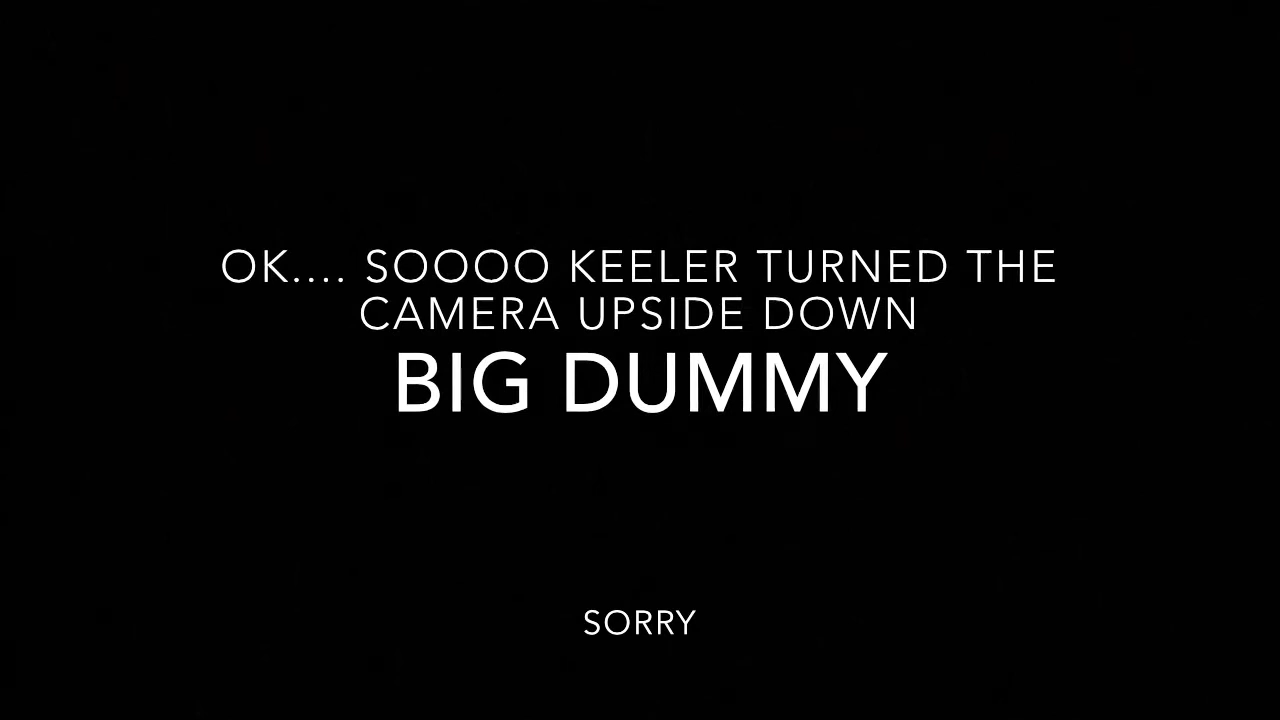 OK.... SOOOO KEELER TURNED THE
CAMERA UPSIDE DOWN
BIG DUMMY
SORRY